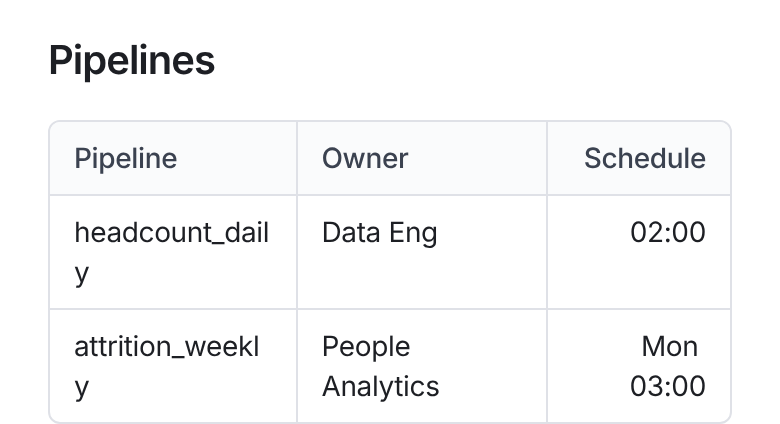 Pipelines
Pipeline Owner Schedule
headcount_dail Data Eng 02:00
y
attrition_weekl People Mon
y Analytics 03:00